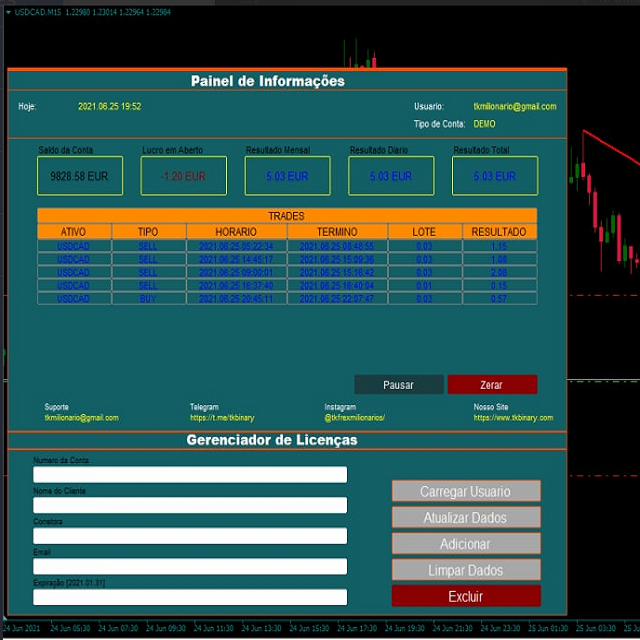 USDCAD,M15 1.22980 1.23014 1.22964 1.22984
Painel de Informações
Hoje: 2021.06.25 19:52 Usuario: tkmilionario@gmail.com
Tipo de Conta: DEMO
Saldo da Conta Lucro em Aberto Resultado Mensal Resultado Diario Resultado Total
9828.58 EUR -1.20 EUR 5.03 EUR 5.03 EUR 5.03 EUR
TRADES
ATIVO TIPO HORARIO TERMINO LOTE RESULTADO
USDCAD SELL 2021.06.25 05:22:34 2021.06.25 08:48:55 0.03 1.15
USDCAD SELL 2021.06.25 14:45:17 2021.06.25 15:09:36 0.03 1.08
USDCAD SELL 2021.06.25 09:00:01 2021.06.25 15:16:42 0.03 2.08
USDCAD SELL 2021.06.25 16:37:40 2021.06.25 16:40:04 0.01 0.15
USDCAD BUY 2021.06.25 20:45:11 2021.06.25 22:07:47 0.03 0.57
Pausar Zerar
Suporte Telegram Instagram Nosso Site
tkmilionario@gmail.com https://t.me/tkbinary @tkfrexmilionarios/ https://www.tkbinary.com
Gerenciador de Licenças
Numero da Conta
Nome do Cliente
Corretora
Email
Expiração [2021.01.31]
Carregar Usuario
Atualizar Dados
Adicionar
Limpar Dados
Excluir
24 Jun 2021 24 Jun 05:30 24 Jun 07:30 24 Jun 09:30 24 Jun 11:30 24 Jun 13:30 24 Jun 15:30 24 Jun 17:30 24 Jun 19:30 24 Jun 21:30 24 Jun 23:30 25 Jun 01:30 25 Jun 03:30